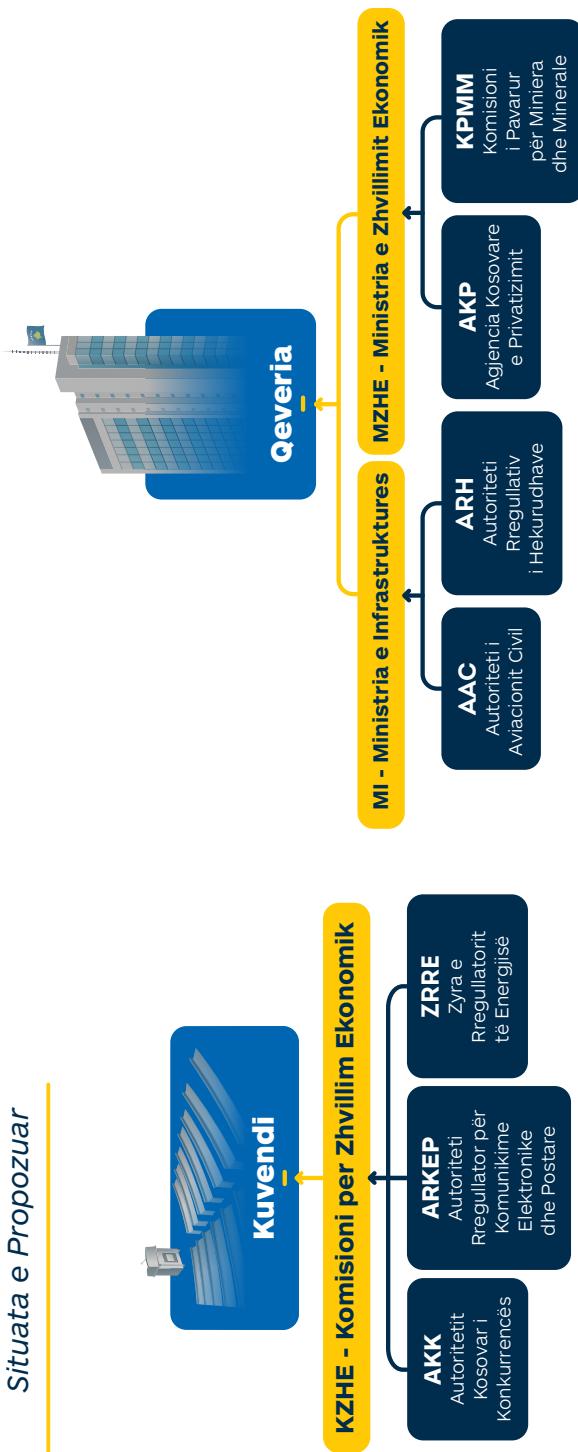 Situata e Propozuar
Kuvendi
KZHE - Komisioni per Zhvillim Ekonomik
AKK
Autoritetit
Kosovar i
Konkurrencës
ARKEP
Autoriteti
Rregullator për
Komunikime
Elektronike
dhe Postare
ZRRE
Zyra e
Rregullatorit
të Energjisë
Qeveria
MI - Ministria e Infrastruktures
AAC
Autoriteti i
Aviacionit Civil
ARH
Autoriteti
Rregullativ
i Hekurudhave
MZHE - Ministria e Zhvillimit Ekonomik
AKP
Agjencia Kosovare
e Privatizimit
KPMM
Komisioni
i Pavarur
për Miniera
dhe Minerale